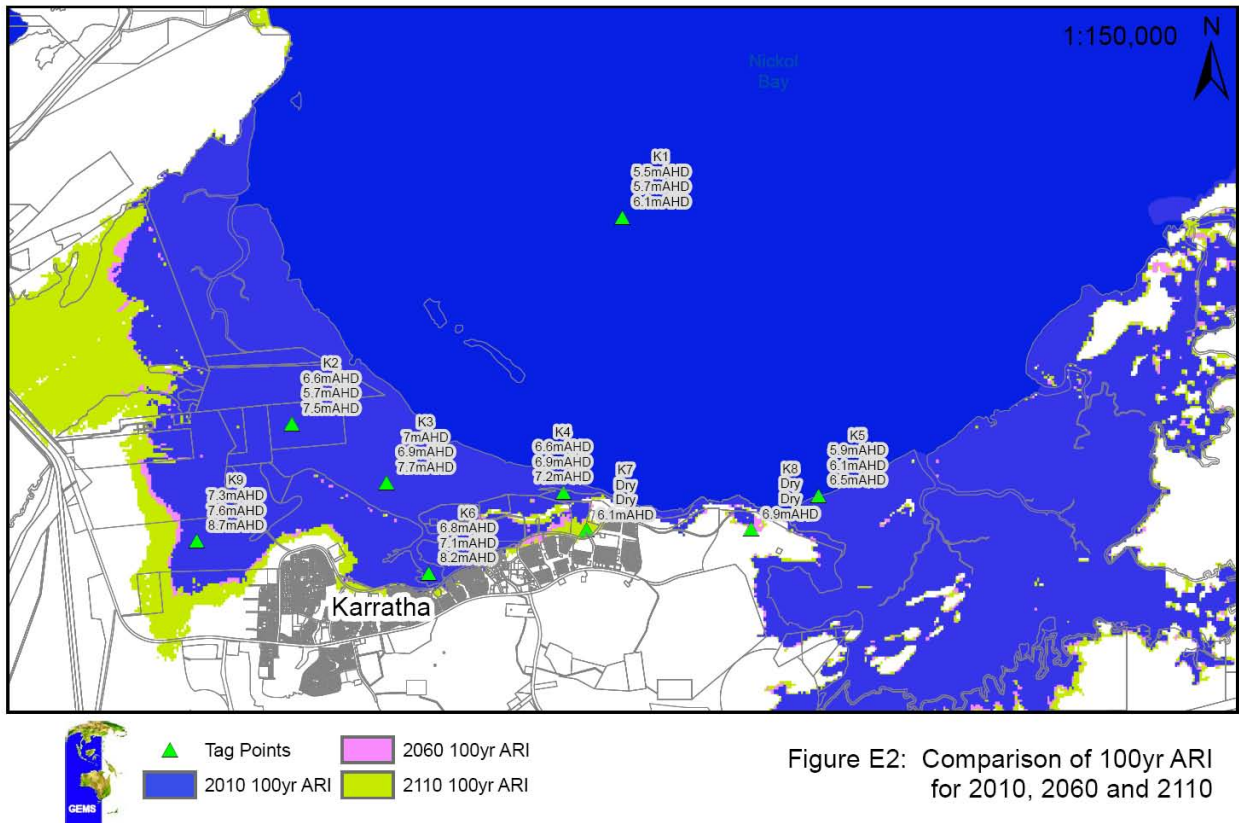 1:150,000
N
Nickol
Bay
K1
5.5mAHD
5.7mAHD
6.1mAHD
K2
6.6mAHD
5.7mAHD
7.5mAHD
K3
7mAHD
6.9mAHD
7.7mAHD
K4
6.6mAHD
6.9mAHD
7.2mAHD
K5
5.9mAHD
6.1mAHD
6.5mAHD
K7
Dry
Dry
6.1mAHD
K8
Dry
Dry
6.9mAHD
K9
7.3mAHD
7.6mAHD
8.7mAHD
K6
6.8mAHD
7.1mAHD
8.2mAHD
Karratha
GEMS
Tag Points
2010 100yr ARI
2060 100yr ARI
2110 100yr ARI
Figure E2: Comparison of 100yr ARI
for 2010, 2060 and 2110